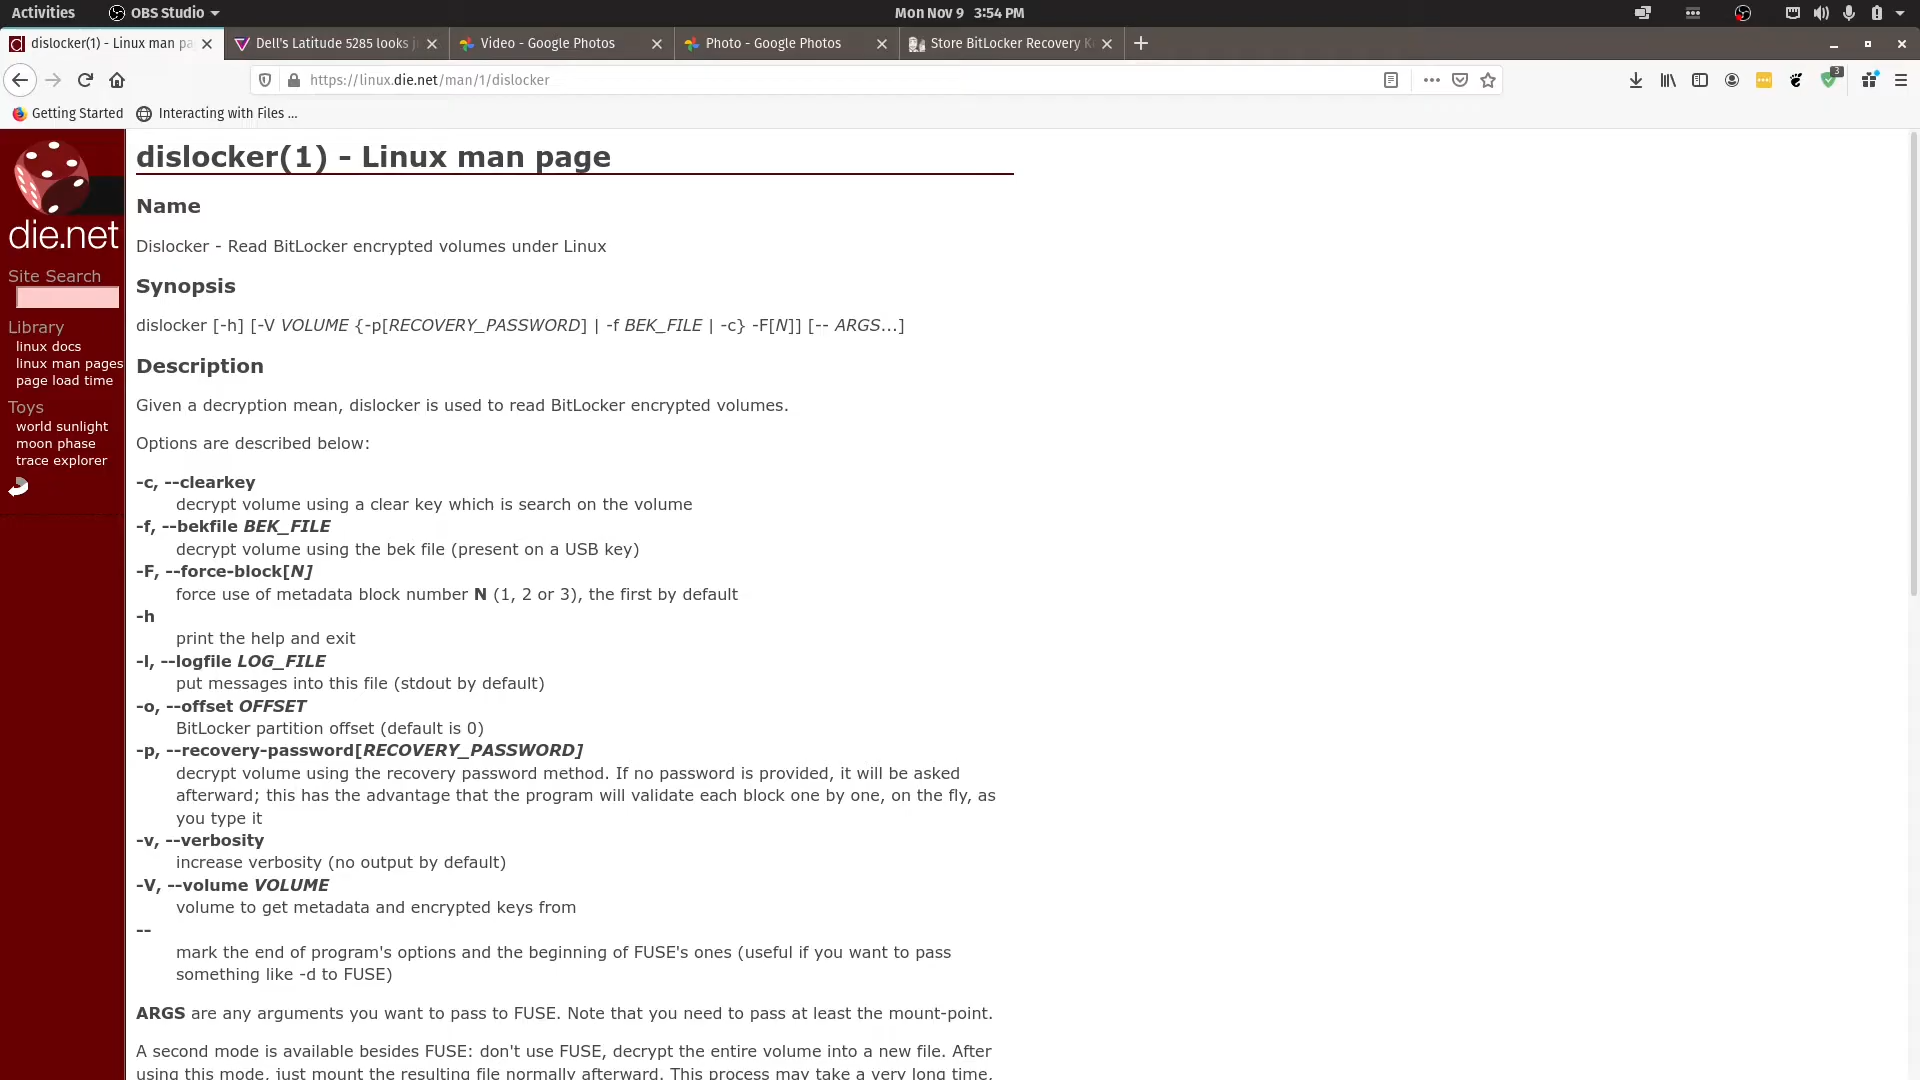 Activities
OBS Studio
Mon Nov 9 3:54 PM
dislocker(1) - Linux man pa
Dell's Latitude 5285 looks j
Video - Google Photos
Photo - Google Photos
Store BitLocker Recovery K
https://linux.die.net/man/1/dislocker
3
Getting Started
Interacting with Files ...
die.net
Site Search
Library
linux docs
linux man pages
page load time
Toys
world sunlight
moon phase
trace explorer
dislocker(1) - Linux man page
Name
Dislocker - Read BitLocker encrypted volumes under Linux
Synopsis
dislocker [-h] [-V VOLUME {-p[RECOVERY_PASSWORD] | -f BEK_FILE | -c} -F[N]] [-- ARGS...]
Description
Given a decryption mean, dislocker is used to read BitLocker encrypted volumes.
Options are described below:
-c, --clearkey
decrypt volume using a clear key which is search on the volume
-f, --bekfile BEK_FILE
decrypt volume using the bek file (present on a USB key)
-F, --force-block[N]
force use of metadata block number N (1, 2 or 3), the first by default
-h
print the help and exit
-l, --logfile LOG_FILE
put messages into this file (stdout by default)
-o, --offset OFFSET
BitLocker partition offset (default is 0)
-p, --recovery-password[RECOVERY_PASSWORD]
decrypt volume using the recovery password method. If no password is provided, it will be asked
afterward; this has the advantage that the program will validate each block one by one, on the fly, as
you type it
-v, --verbosity
increase verbosity (no output by default)
-V, --volume VOLUME
volume to get metadata and encrypted keys from
--
mark the end of program's options and the beginning of FUSE's ones (useful if you want to pass
something like -d to FUSE)
ARGS are any arguments you want to pass to FUSE. Note that you need to pass at least the mount-point.
A second mode is available besides FUSE: don't use FUSE, decrypt the entire volume into a new file. After
using this mode, just mount the resulting file normally afterward. This process may take a very long time,